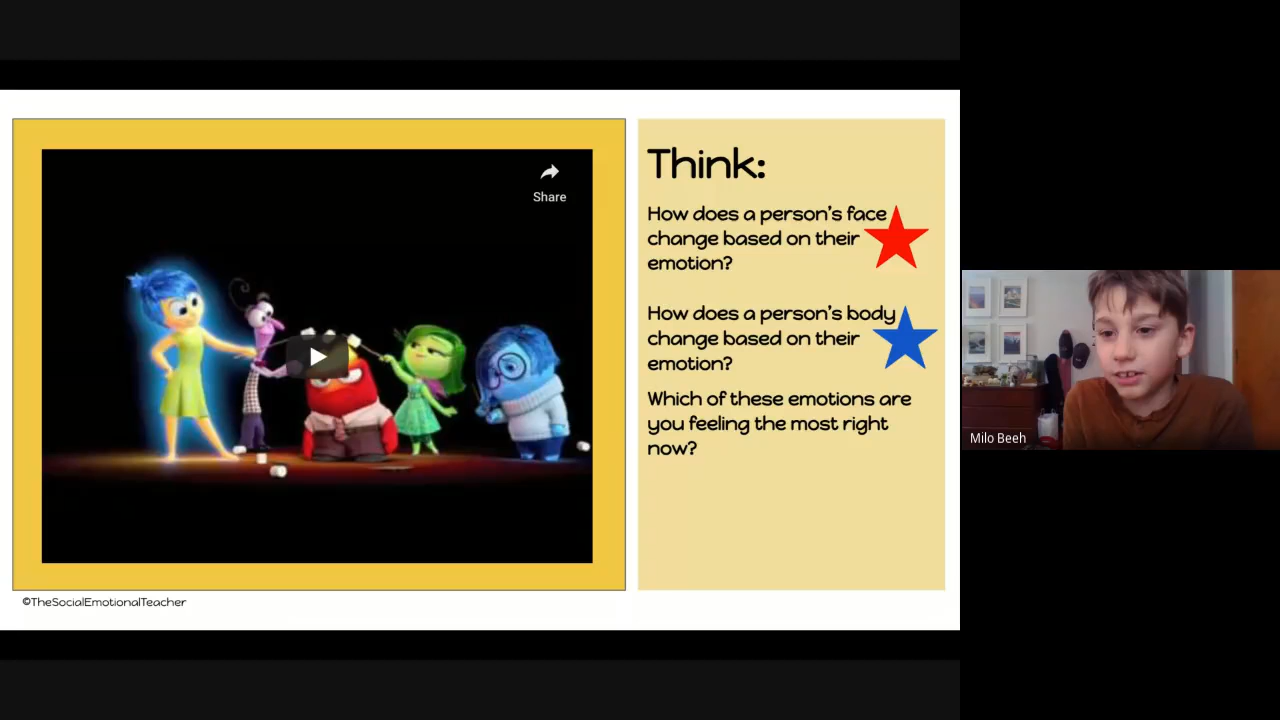 Share
Think:
How does a person's face
change based on their
emotion?
How does a person's body
change based on their
emotion?
Which of these emotions are
you feeling the most right
now?
©TheSocialEmotionalTeacher
Milo Beeh